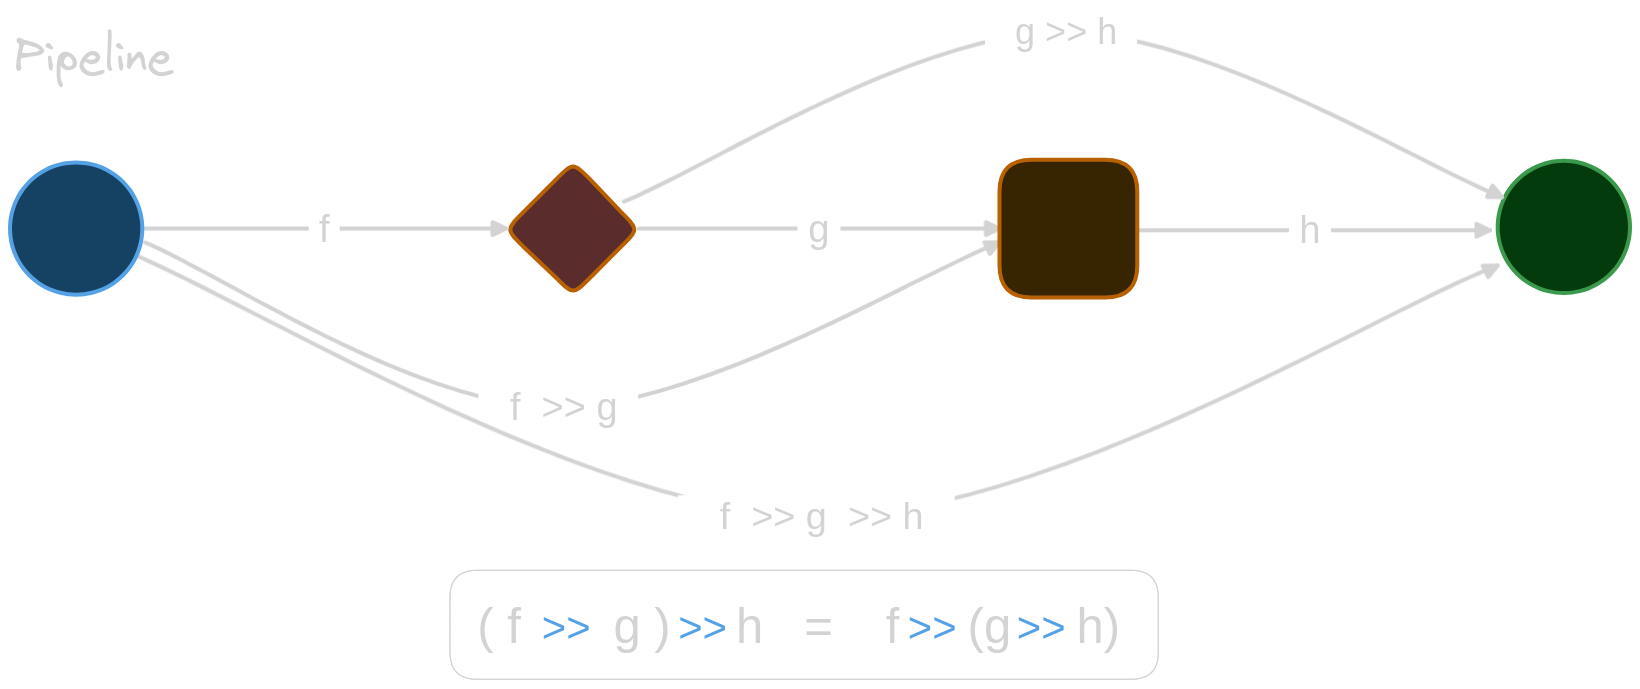 Pipeline
g >> h
f
g
h
f >> g
f >> g >> h
( f >> g ) >> h = f >> (g >> h)